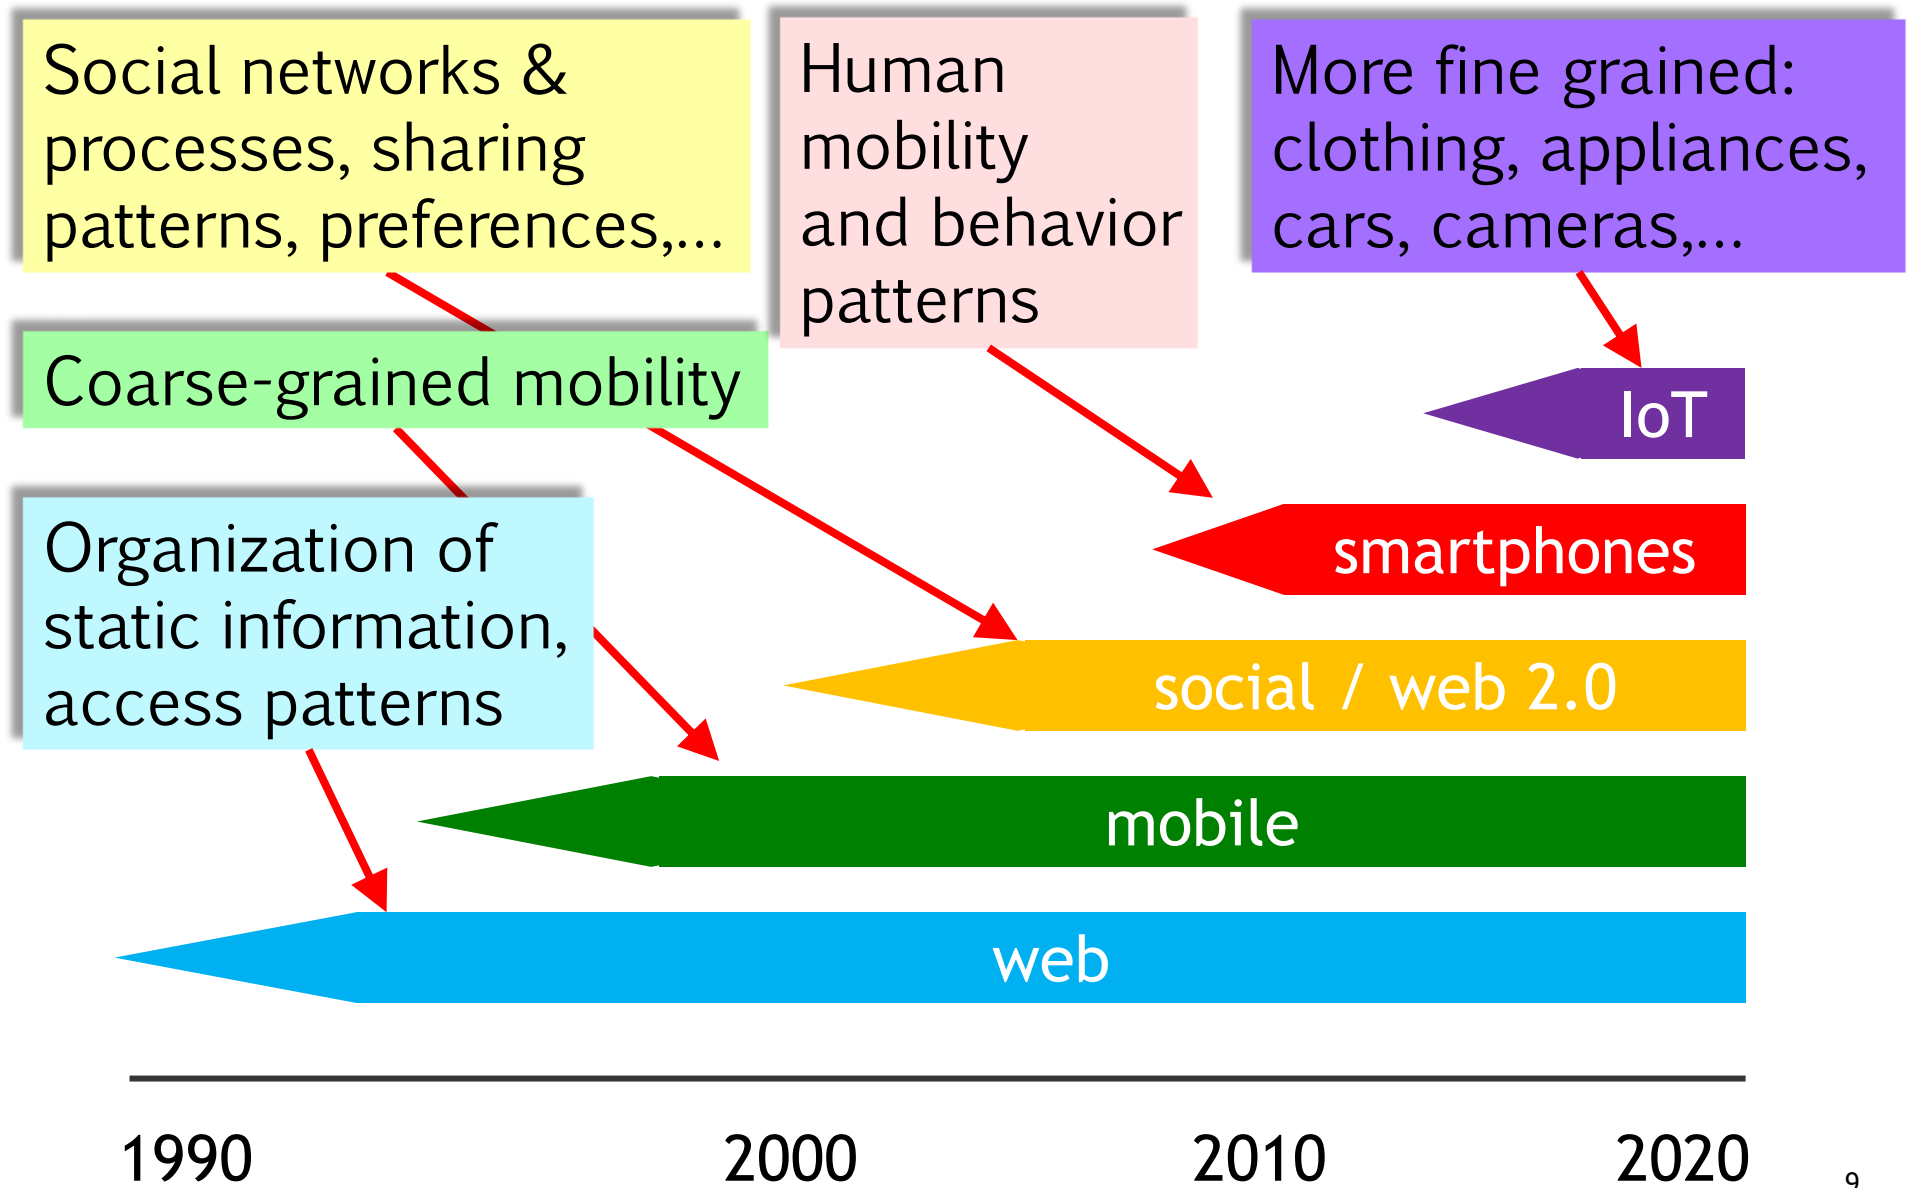 Social networks &
processes, sharing
patterns, preferences,...
Human
mobility
and behavior
patterns
More fine grained:
clothing, appliances,
cars, cameras,...
Coarse-grained mobility
Organization of
static information,
access patterns
IoT
smartphones
social / web 2.0
mobile
web
1990
2000
2010
2020
9